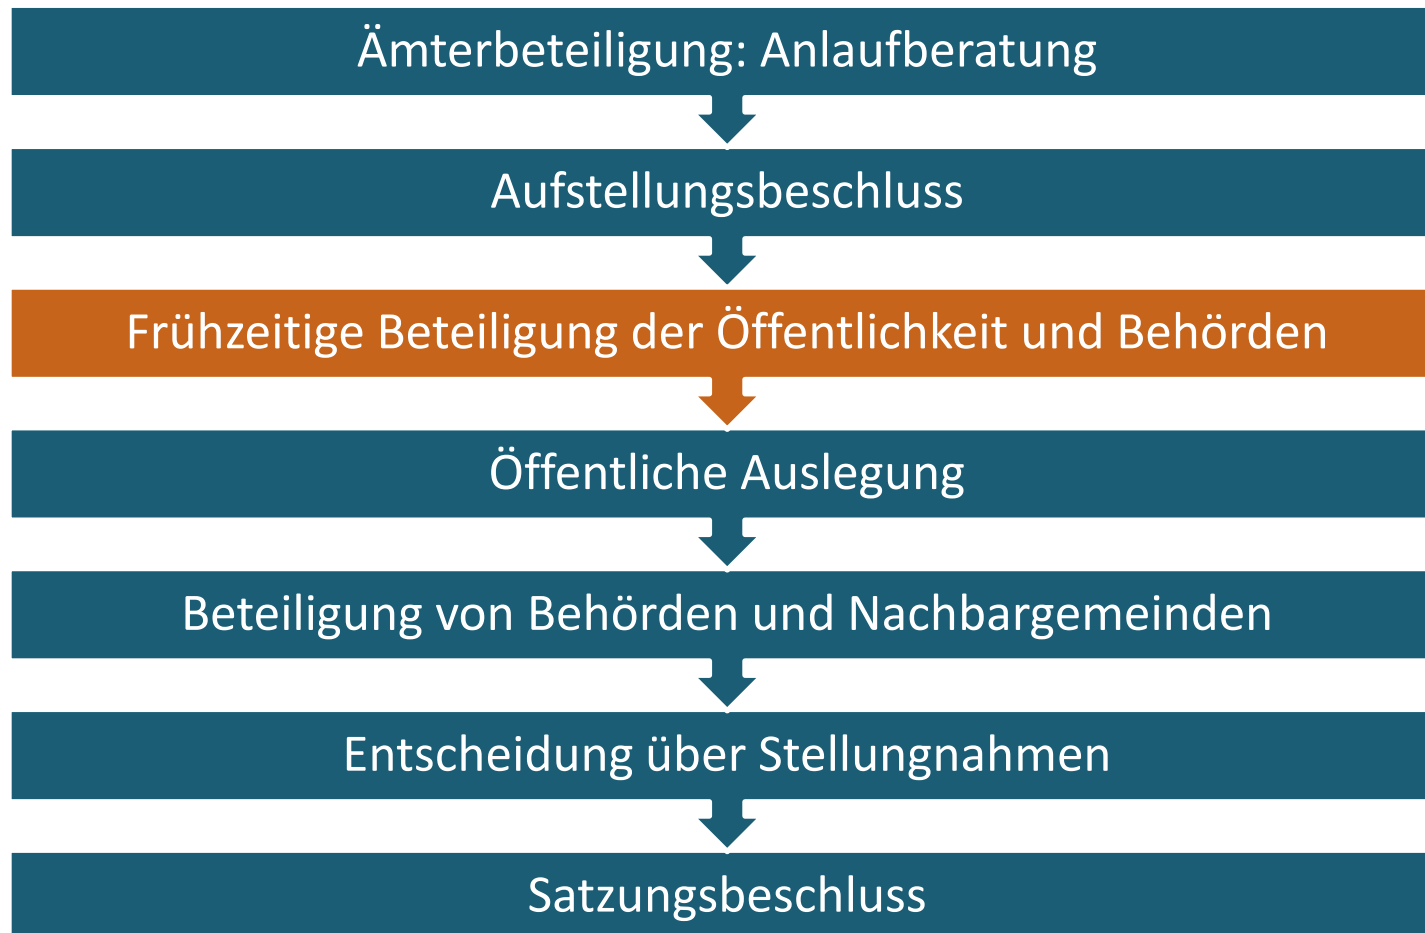 Ämterbeteiligung: Anlaufberatung
Aufstellungsbeschluss
Frühzeitige Beteiligung der Öffentlichkeit und Behörden
Öffentliche Auslegung
Beteiligung von Behörden und Nachbargemeinden
Entscheidung über Stellungnahmen
Satzungsbeschluss